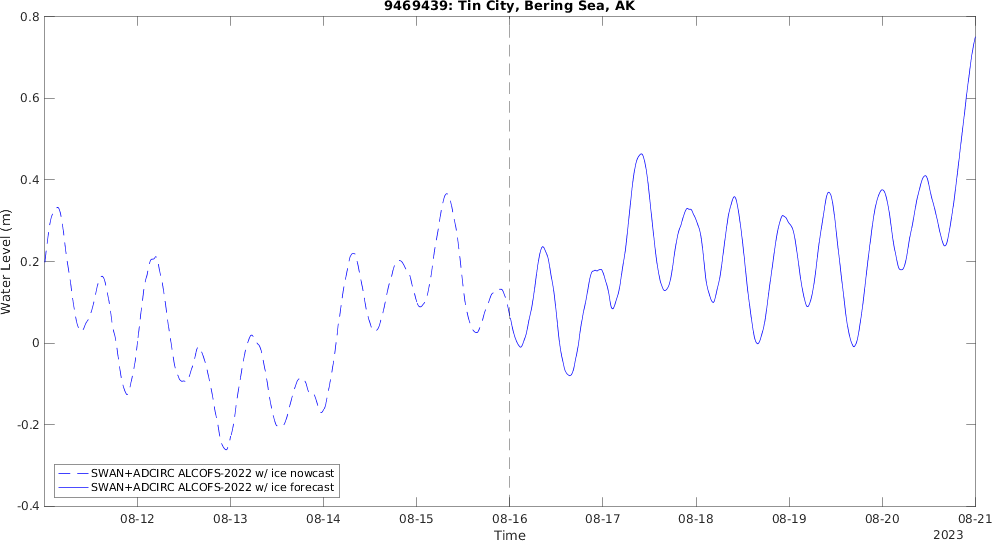 9469439: Tin City, Bering Sea, AK
0.8
0.6
0.4
0.2
0
-0.2
-0.4
Water Level (m)
SWAN+ADCIRC ALCOFS-2022 w/ ice nowcast
SWAN+ADCIRC ALCOFS-2022 w/ ice forecast
08-12 08-13 08-14 08-15 08-16 08-17 08-18 08-19 08-20 08-21
Time
2023